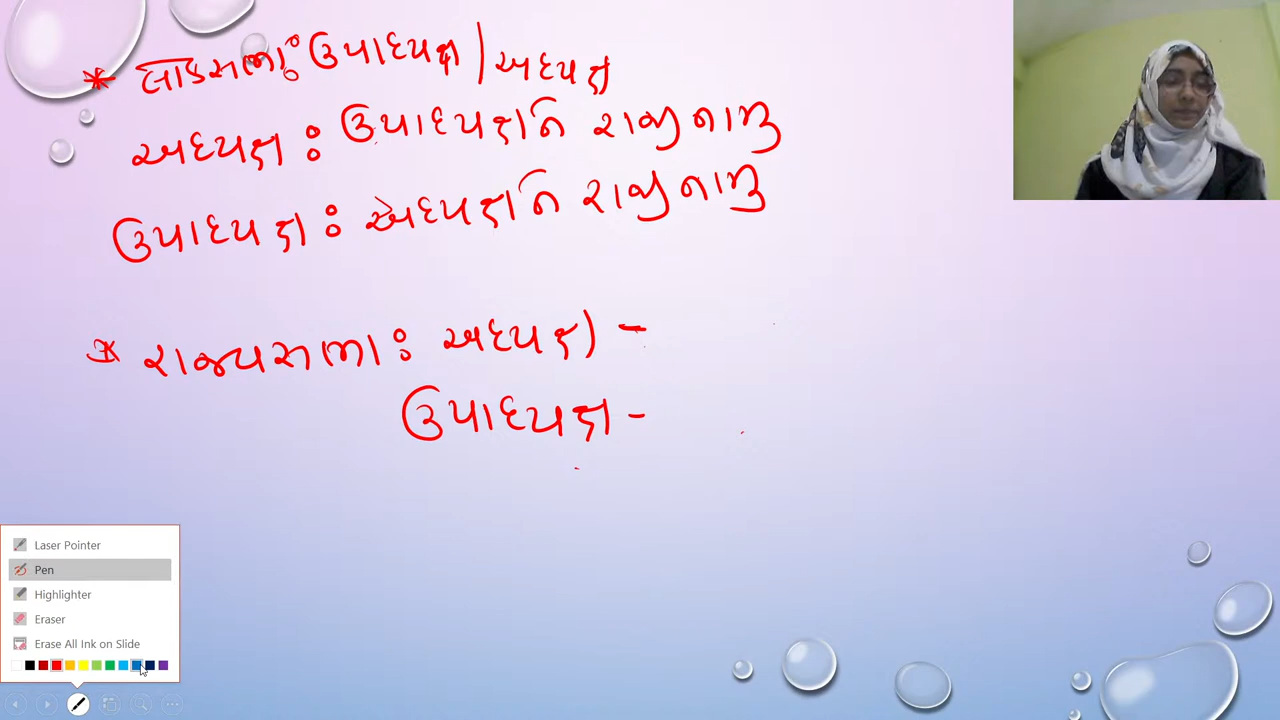 * લોકસભા: ઉપાધ્યક્ષ | અધ્યક્ષ
અધ્યક્ષ : ઉપાધ્યક્ષને રાજીનામુ
ઉપાધ્યક્ષ : અધ્યક્ષને રાજીનામુ
* રાજ્યસભા : અધ્યક્ષ) -
ઉપાધ્યક્ષ -
Laser Pointer
Pen
Highlighter
Eraser
Erase All Ink on Slide